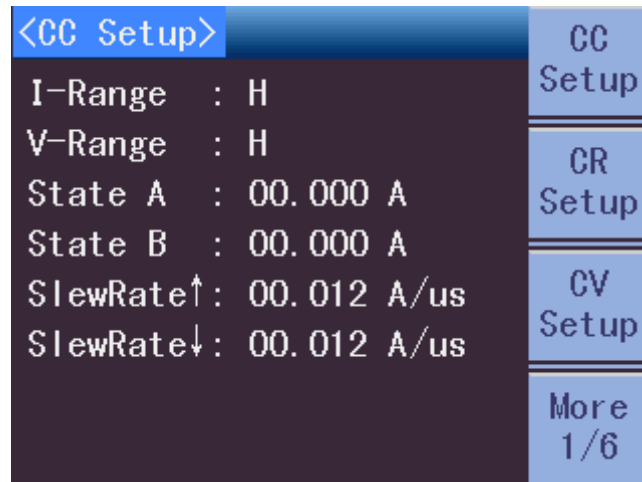 <CC Setup>
I-Range : H
V-Range : H
State A : 00.000 A
State B : 00.000 A
SlewRate↑: 00.012 A/us
SlewRate↓: 00.012 A/us
CC
Setup
CR
Setup
CV
Setup
More
1/6